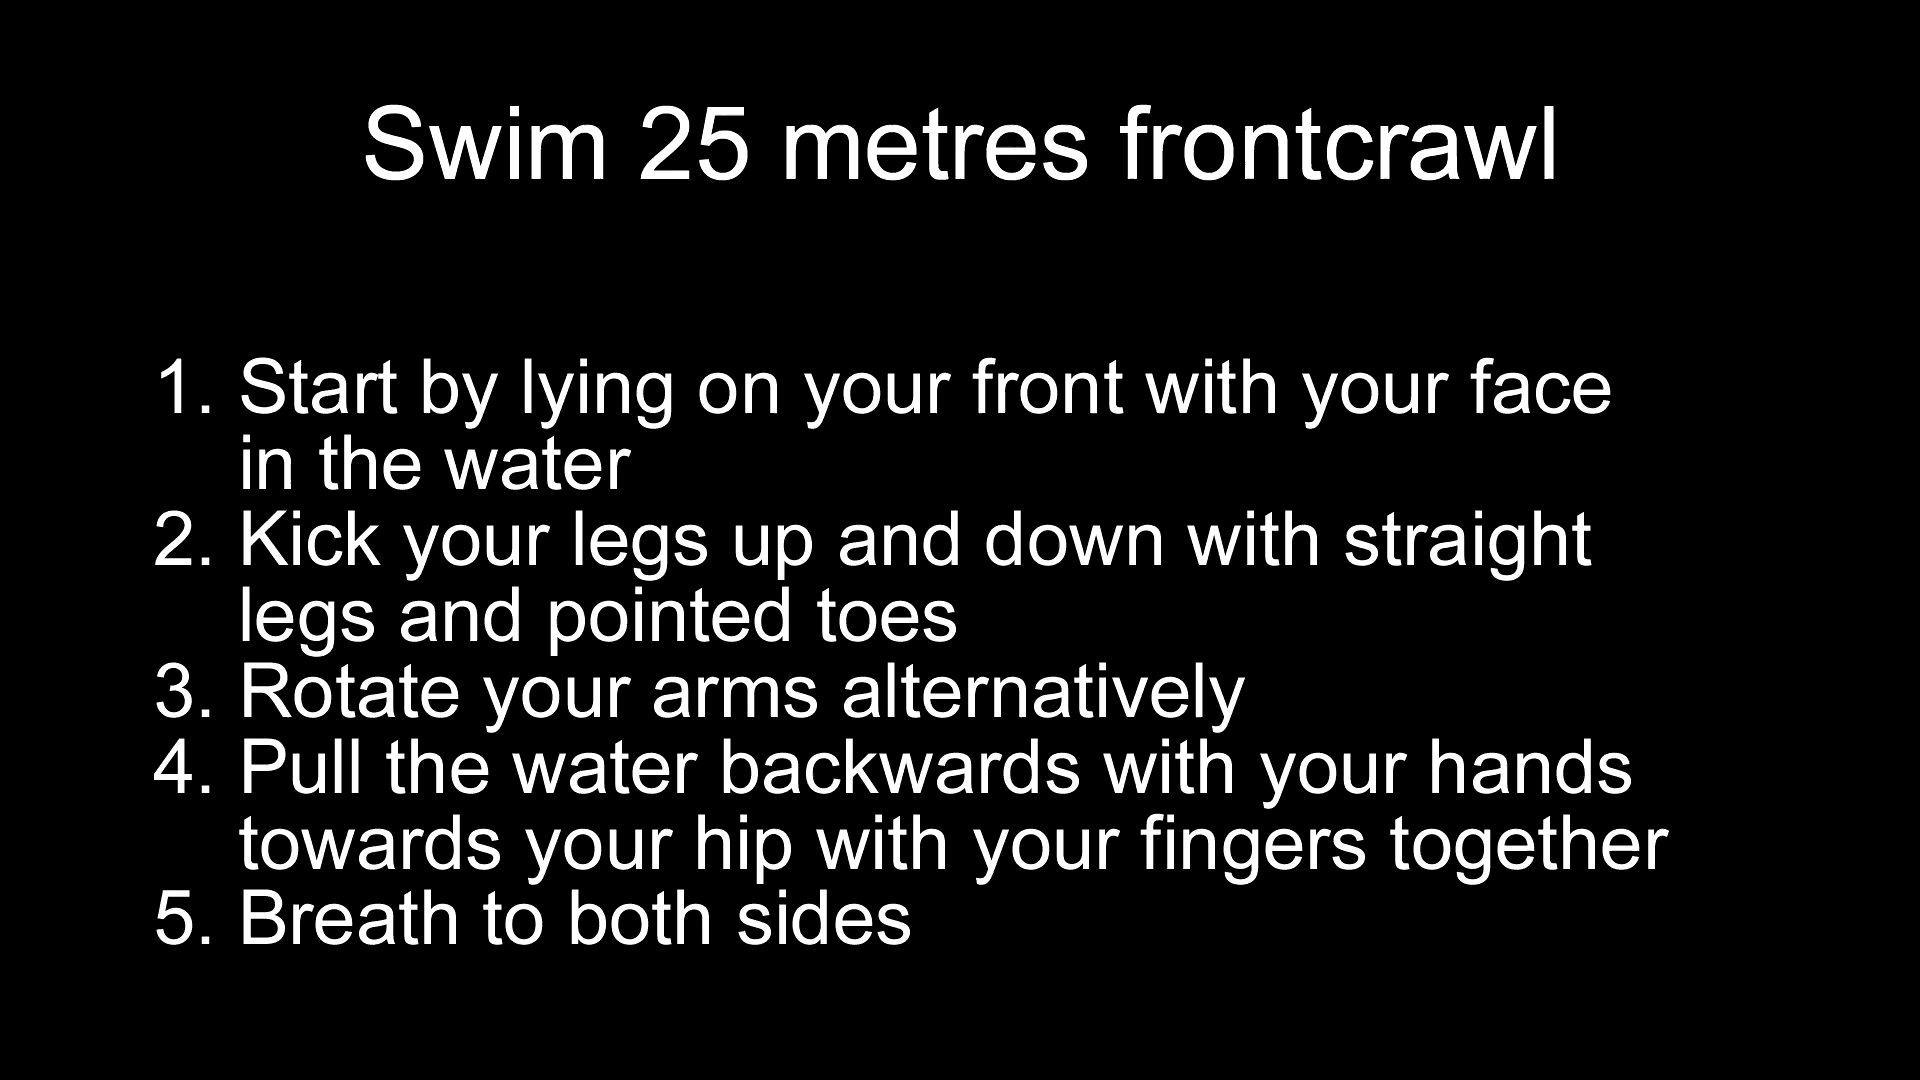 Swim 25 metres frontcrawl
1. Start by lying on your front with your face
in the water
2. Kick your legs up and down with straight
legs and pointed toes
3. Rotate your arms alternatively
4. Pull the water backwards with your hands
towards your hip with your fingers together
5. Breath to both sides